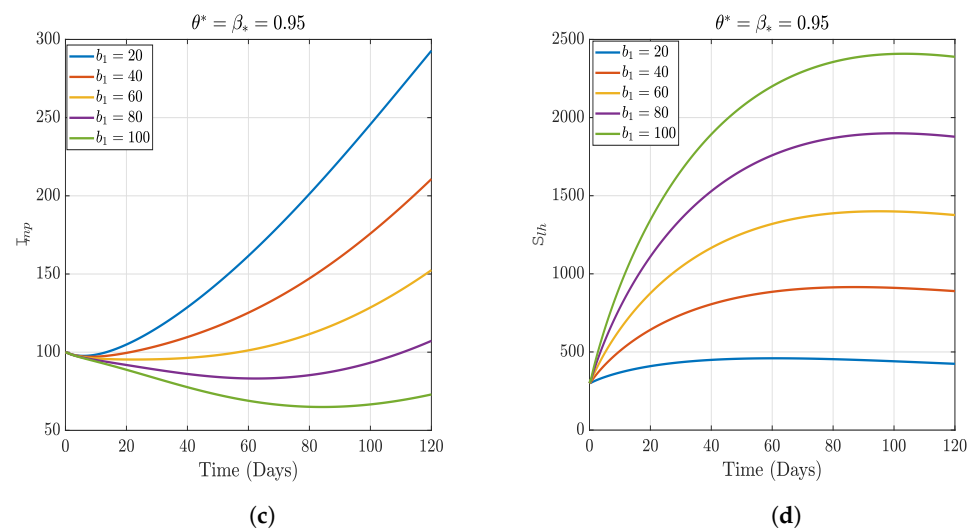 θ* = β* = 0.95
300
250
200
150
100
50
0 20 40 60 80 100 120
𝕀mp
Time (Days)
b₁ = 20
b₁ = 40
b₁ = 60
b₁ = 80
b₁ = 100
(c)
θ* = β* = 0.95
2500
2000
1500
1000
500
0
0 20 40 60 80 100 120
𝕊lh
Time (Days)
b₁ = 20
b₁ = 40
b₁ = 60
b₁ = 80
b₁ = 100
(d)